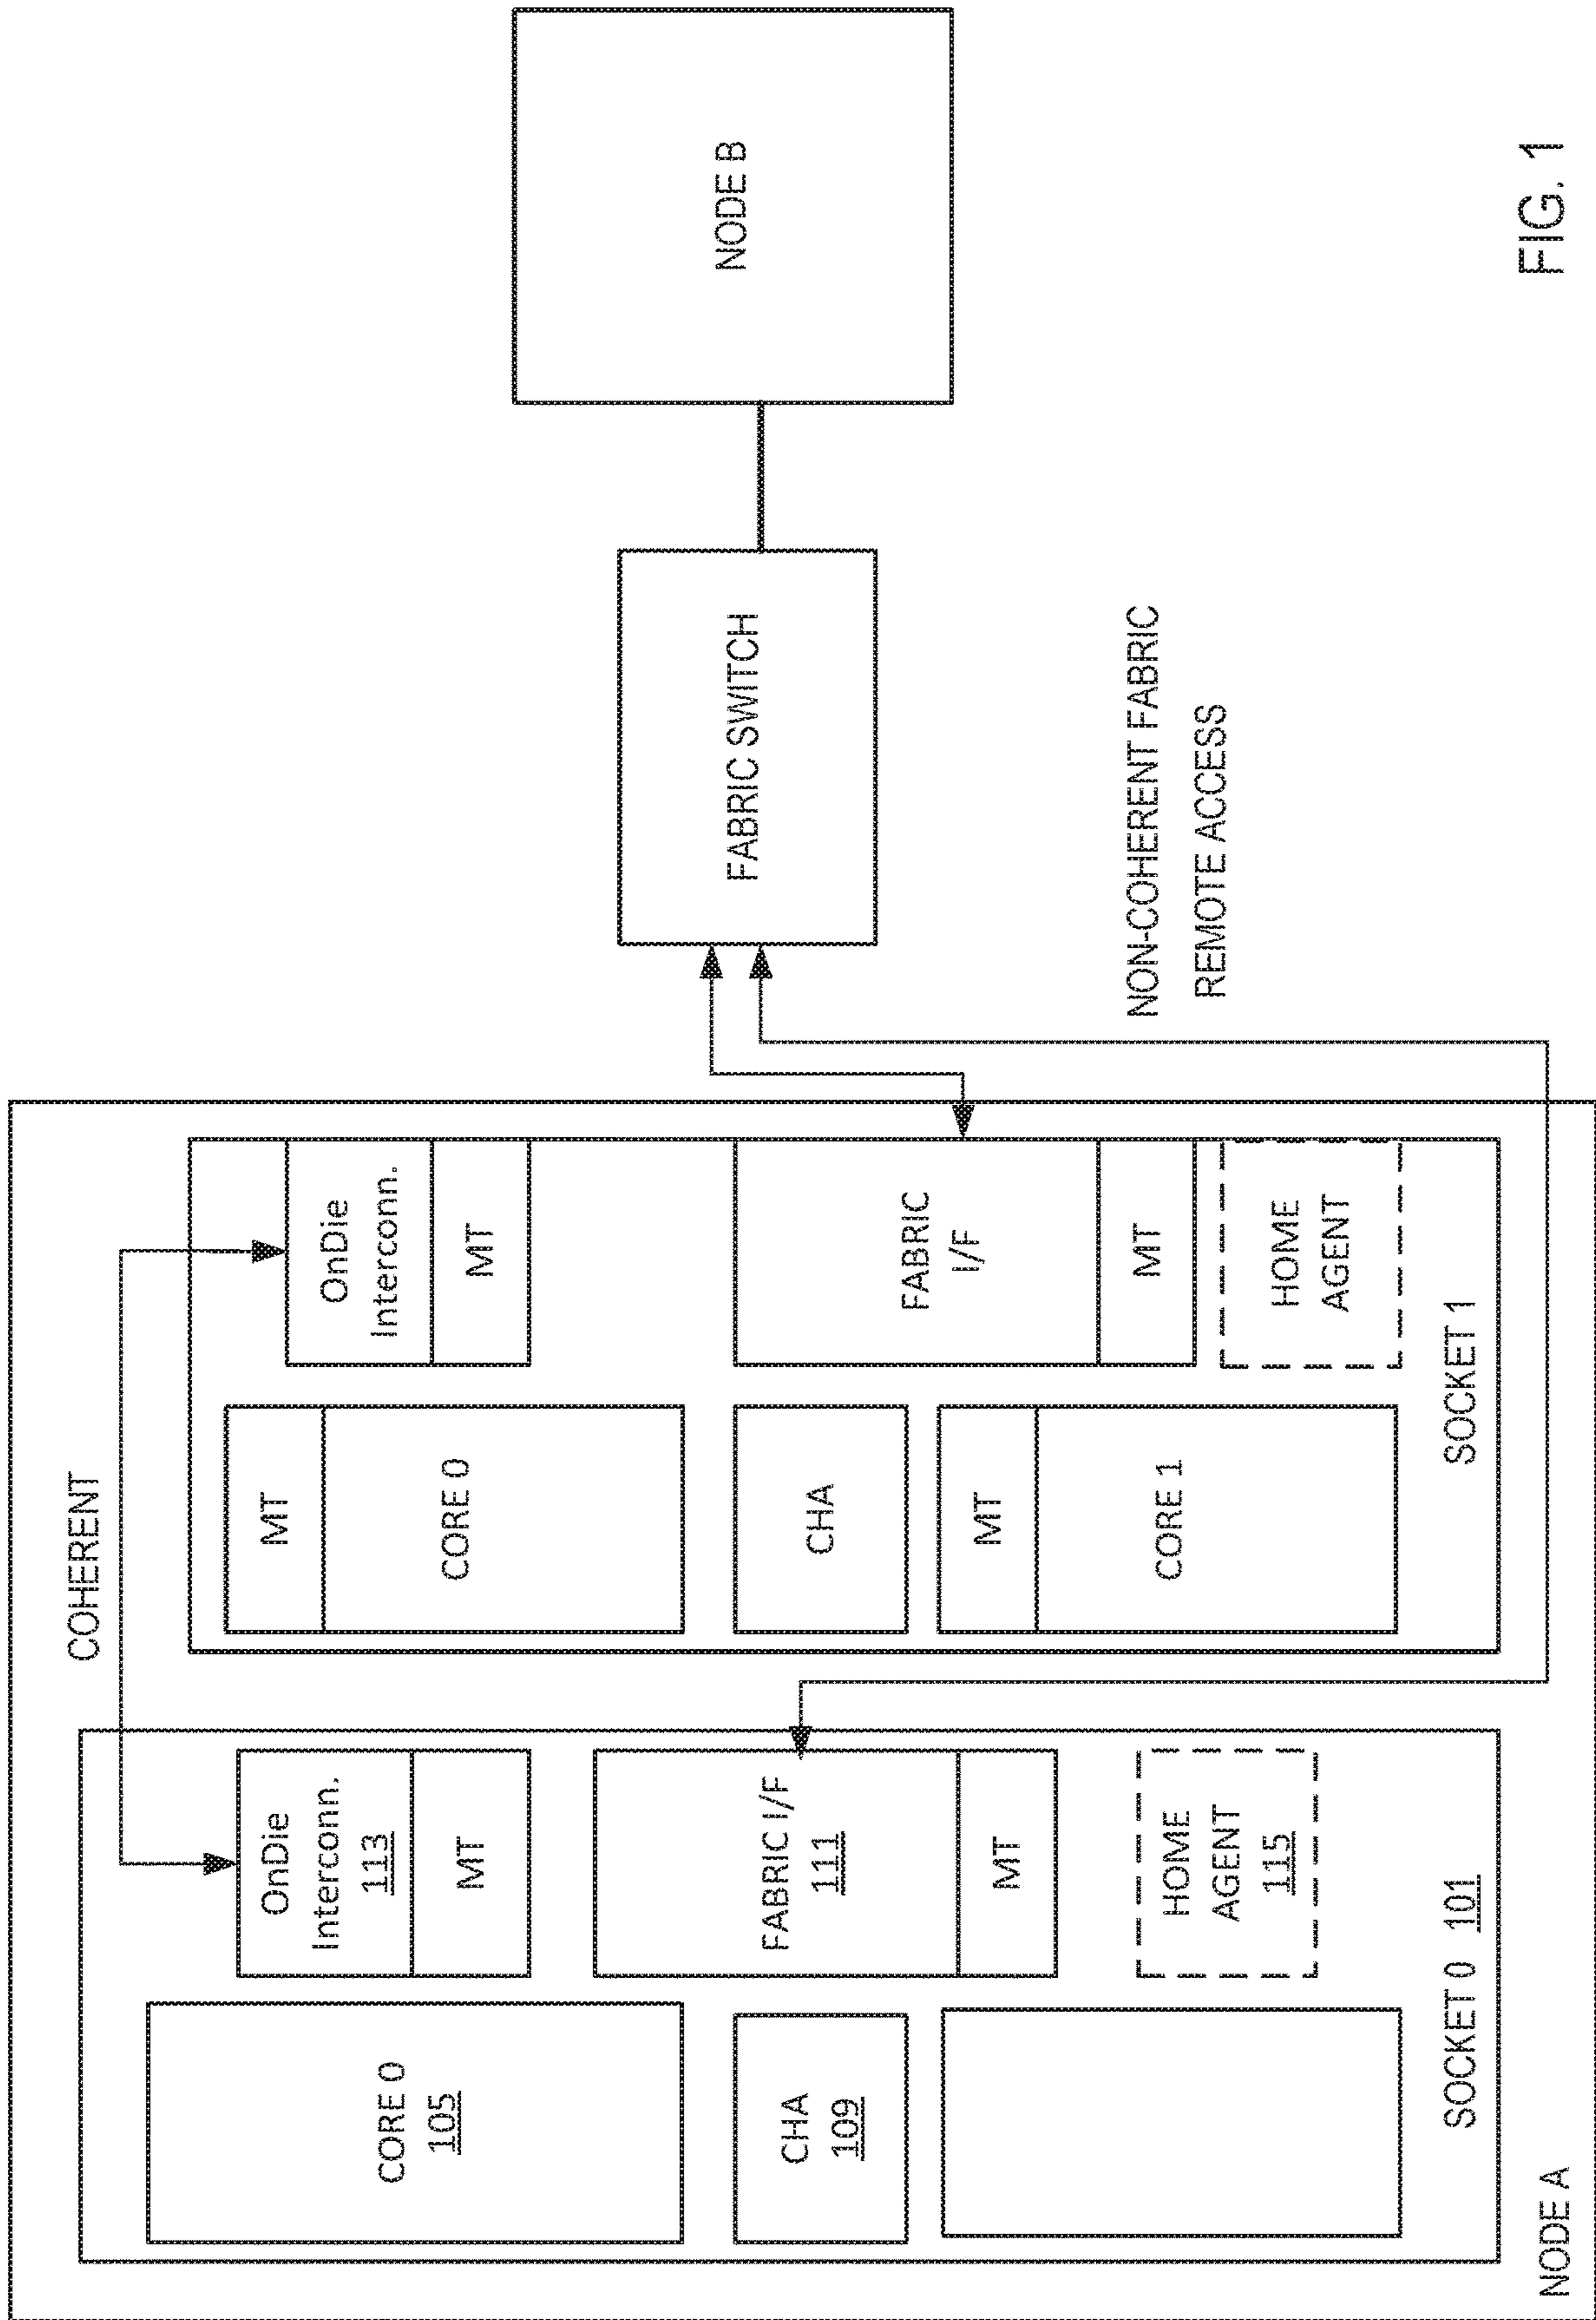 COHERENT
CORE 0
105
OnDie
Interconn.
113
MT
CHA
109
FABRIC I/F
111
MT
HOME
AGENT
115
SOCKET 0 101
NODE A
MT
CORE 0
OnDie
Interconn.
MT
CHA
FABRIC
I/F
MT
MT
CORE 1
HOME
AGENT
SOCKET 1
FABRIC SWITCH
NON-COHERENT FABRIC
REMOTE ACCESS
NODE B
FIG. 1